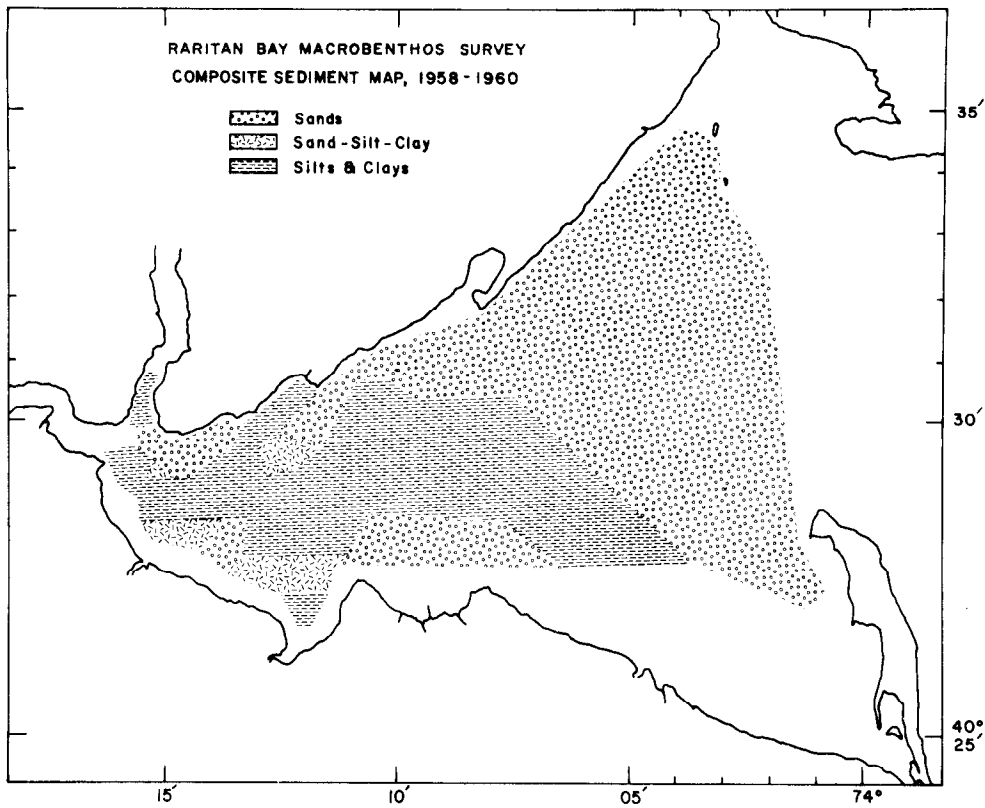 RARITAN BAY MACROBENTHOS SURVEY
COMPOSITE SEDIMENT MAP, 1958-1960
Sands
Sand-Silt-Clay
Silts & Clays
35′
30′
40°
25′
15′
10′
05′
74°